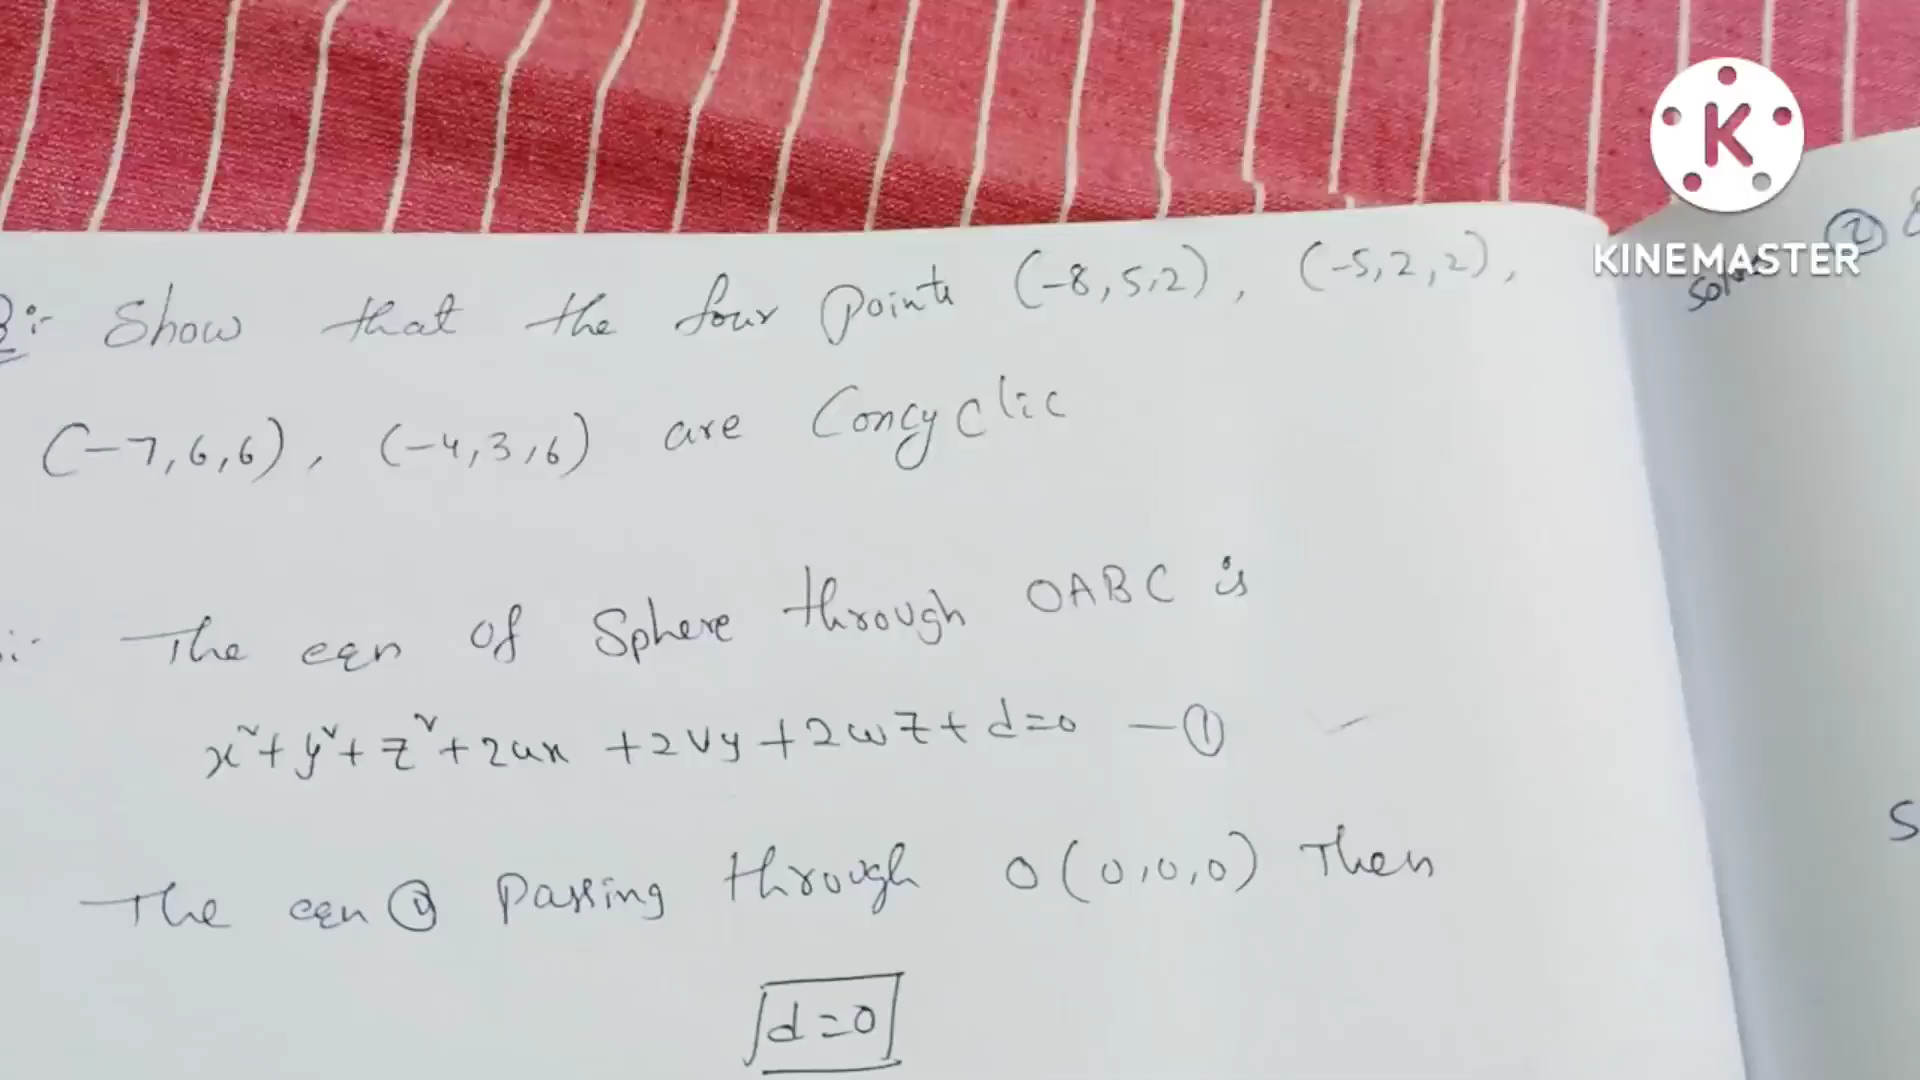 Show that the four points (-8,5,2), (-5,2,2),
(-7,6,6), (-4,3,6) are Concyclic
The eqn of Sphere through OABC is
x²+y²+z²+2ux+2vy+2wz+d=0 —①
The eqn ① Passing through O(0,0,0) Then
d=0
K
KINEMASTER
②